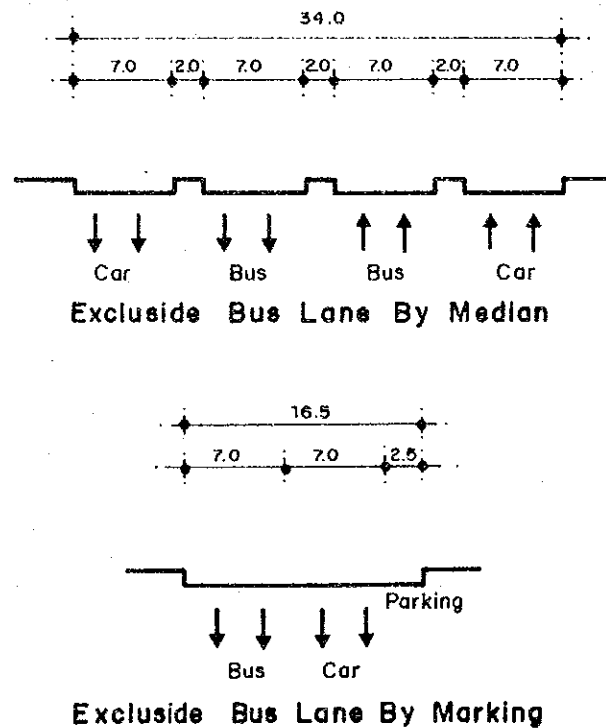 34.0
7.0 2.0 7.0 2.0 7.0 2.0 7.0
Car Bus Bus Car
Excluside Bus Lane By Median
16.5
7.0 7.0 2.5
Parking
Bus Car
Excluside Bus Lane By Marking